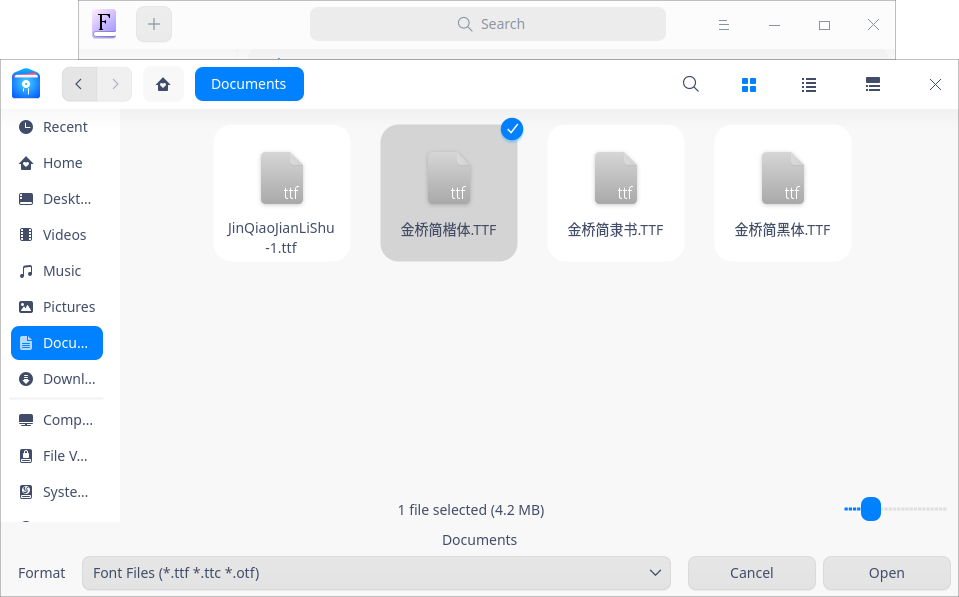 F
Search
Documents
Recent
Home
Deskt...
Videos
Music
Pictures
Docu...
Downl...
Comp...
File V...
Syste...
ttf
JinQiaoJianLiShu
-1.ttf
ttf
金桥简楷体.TTF
ttf
金桥简隶书.TTF
ttf
金桥简黑体.TTF
1 file selected (4.2 MB)
Documents
Format
Font Files (*.ttf *.ttc *.otf)
Cancel
Open